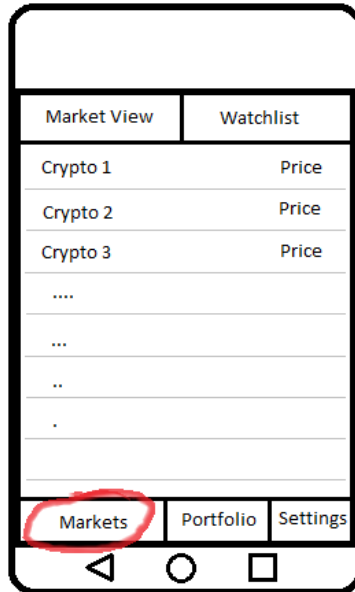 Market View Watchlist
Crypto 1 Price
Crypto 2 Price
Crypto 3 Price
....
...
..
.
Markets Portfolio Settings